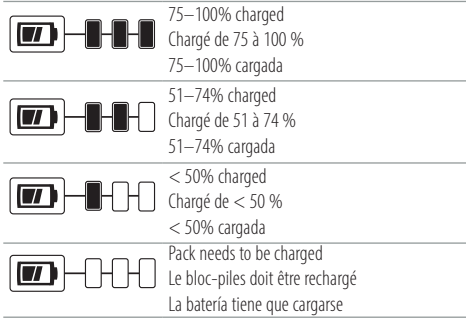 75–100% charged
Chargé de 75 à 100 %
75–100% cargada
51–74% charged
Chargé de 51 à 74 %
51–74% cargada
< 50% charged
Chargé de < 50 %
< 50% cargada
Pack needs to be charged
Le bloc-piles doit être rechargé
La batería tiene que cargarse